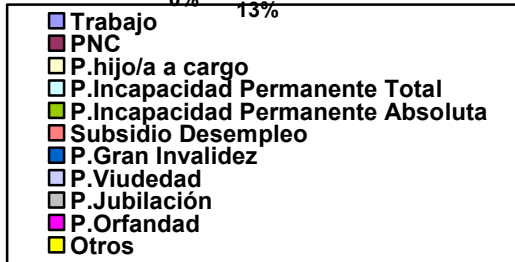 13%
Trabajo
PNC
P.hijo/a a cargo
P.Incapacidad Permanente Total
P.Incapacidad Permanente Absoluta
Subsidio Desempleo
P.Gran Invalidez
P.Viudedad
P.Jubilación
P.Orfandad
Otros